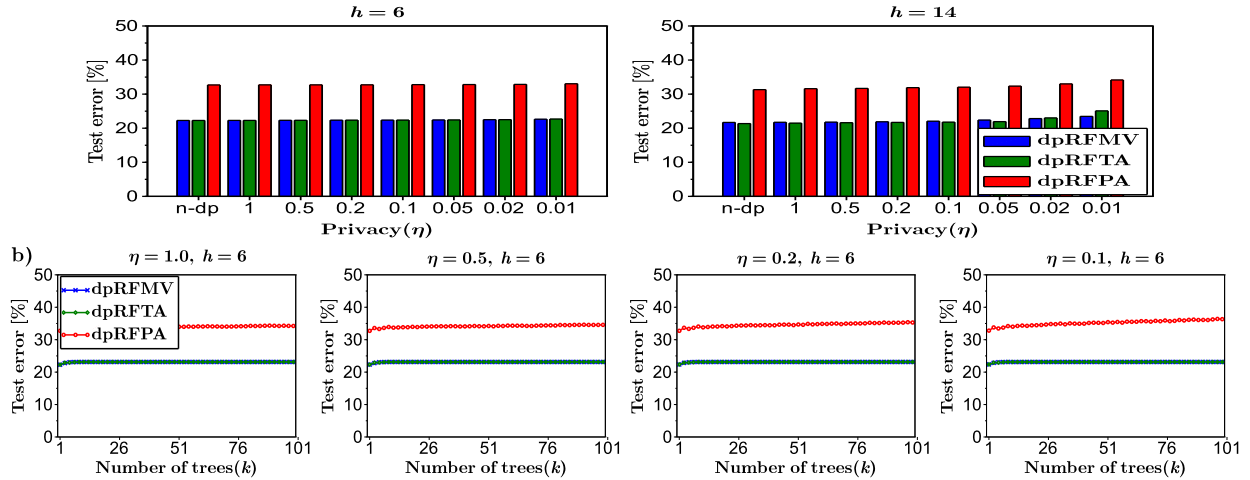 h = 6
50
40
30
20
10
0
Test error [%]
n-dp 1 0.5 0.2 0.1 0.05 0.02 0.01
Privacy(η)
h = 14
50
40
30
20
10
0
Test error [%]
dpRFMV
dpRFTA
dpRFPA
n-dp 1 0.5 0.2 0.1 0.05 0.02 0.01
Privacy(η)
b)
η = 1.0, h = 6
50
40
30
20
10
0
Test error [%]
dpRFMV
dpRFTA
dpRFPA
1 26 51 76 101
Number of trees(k)
η = 0.5, h = 6
50
40
30
20
10
0
Test error [%]
1 26 51 76 101
Number of trees(k)
η = 0.2, h = 6
50
40
30
20
10
0
Test error [%]
1 26 51 76 101
Number of trees(k)
η = 0.1, h = 6
50
40
30
20
10
0
Test error [%]
1 26 51 76 101
Number of trees(k)